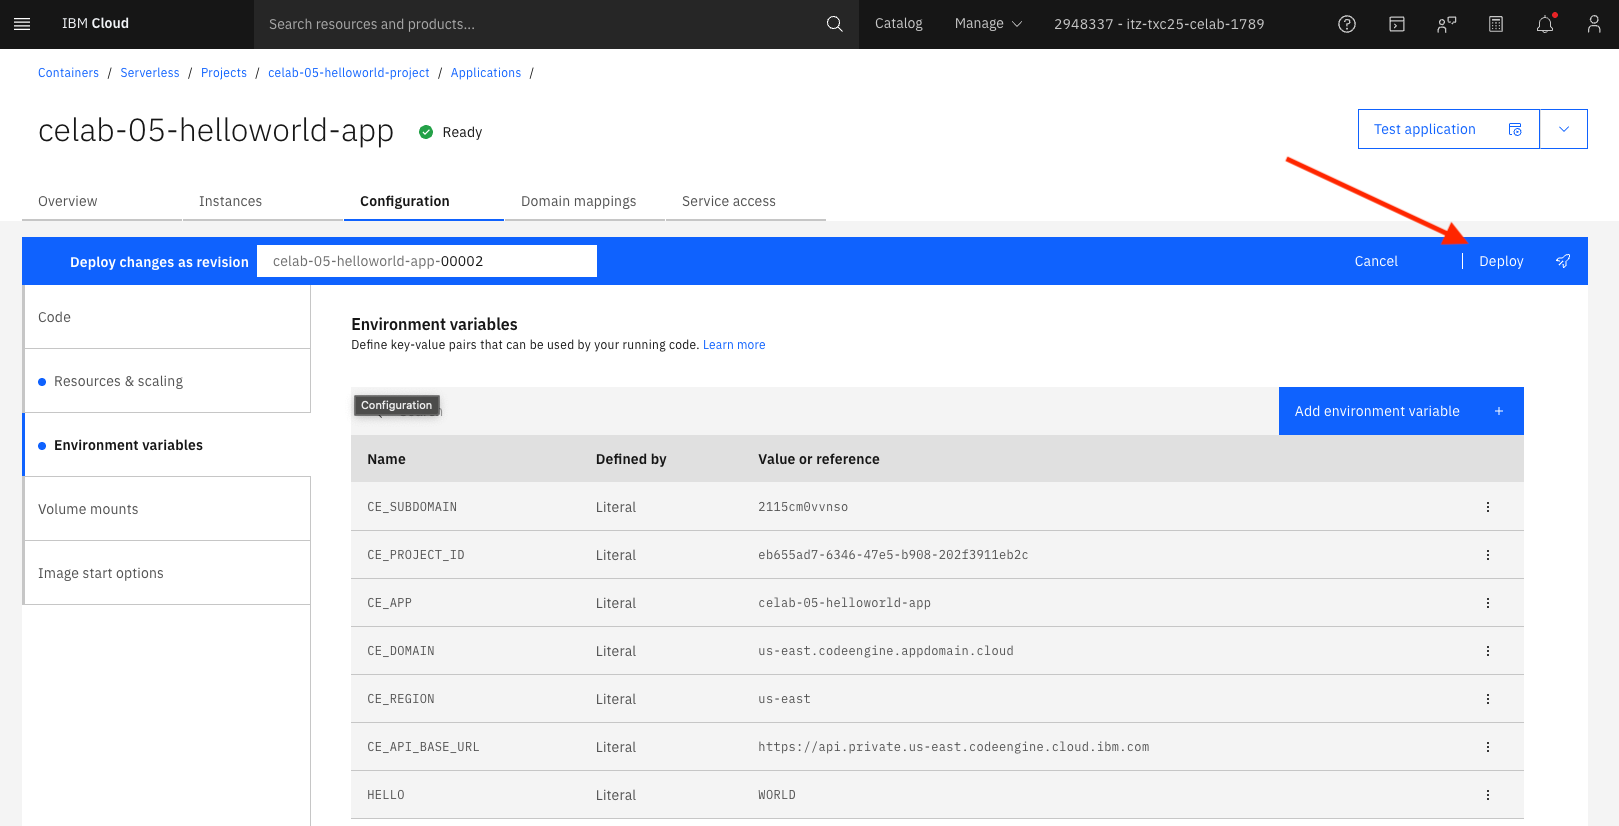 IBM Cloud
Search resources and products...
Catalog
Manage
2948337 - itz-txc25-celab-1789
Containers / Serverless / Projects / celab-05-helloworld-project / Applications /
celab-05-helloworld-app
Ready
Test application
Overview
Instances
Configuration
Domain mappings
Service access
Deploy changes as revision
celab-05-helloworld-app-00002
Cancel
Deploy
Code
Resources & scaling
Environment variables
Volume mounts
Image start options
Environment variables
Define key-value pairs that can be used by your running code. Learn more
Configuration
Add environment variable +
Name Defined by Value or reference
CE_SUBDOMAIN Literal 2115cm0vvnso
CE_PROJECT_ID Literal eb655ad7-6346-47e5-b908-202f3911eb2c
CE_APP Literal celab-05-helloworld-app
CE_DOMAIN Literal us-east.codeengine.appdomain.cloud
CE_REGION Literal us-east
CE_API_BASE_URL Literal https://api.private.us-east.codeengine.cloud.ibm.com
HELLO Literal WORLD